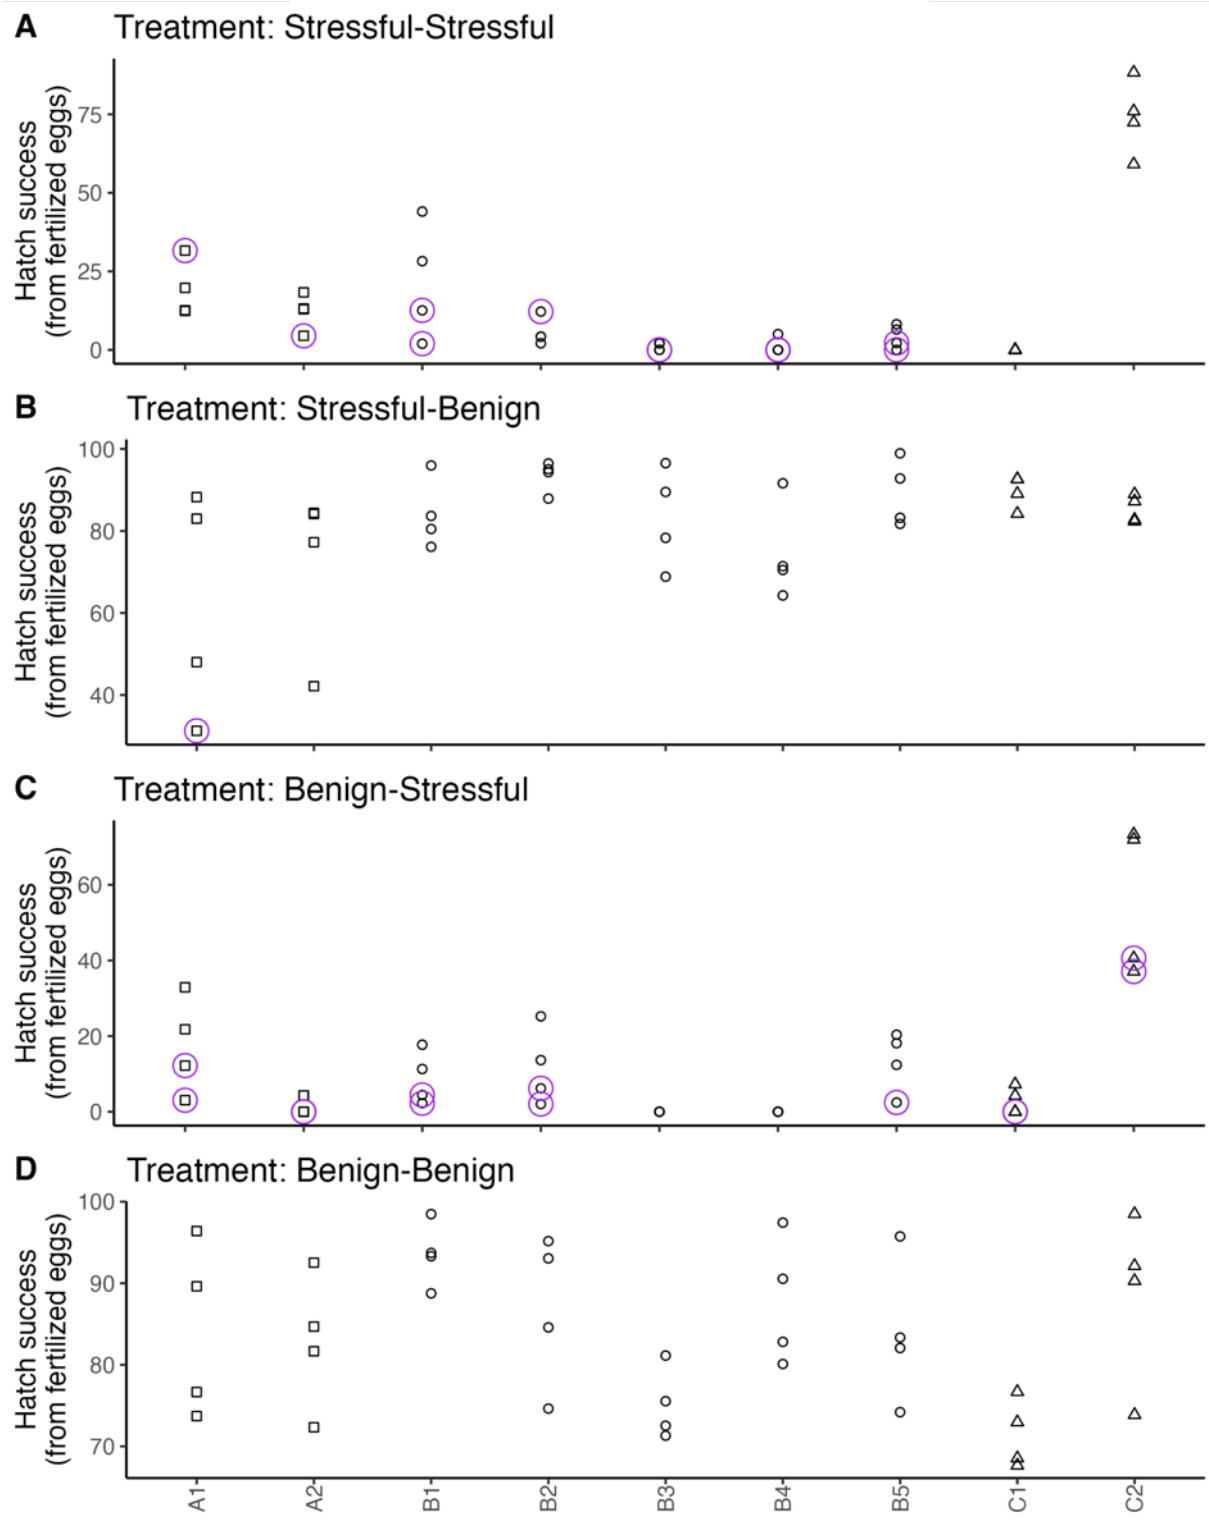 A Treatment: Stressful-Stressful
Hatch success
(from fertilized eggs)
75
50
25
0
B Treatment: Stressful-Benign
Hatch success
(from fertilized eggs)
100
80
60
40
C Treatment: Benign-Stressful
Hatch success
(from fertilized eggs)
60
40
20
0
D Treatment: Benign-Benign
Hatch success
(from fertilized eggs)
100
90
80
70
A1 A2 B1 B2 B3 B4 B5 C1 C2